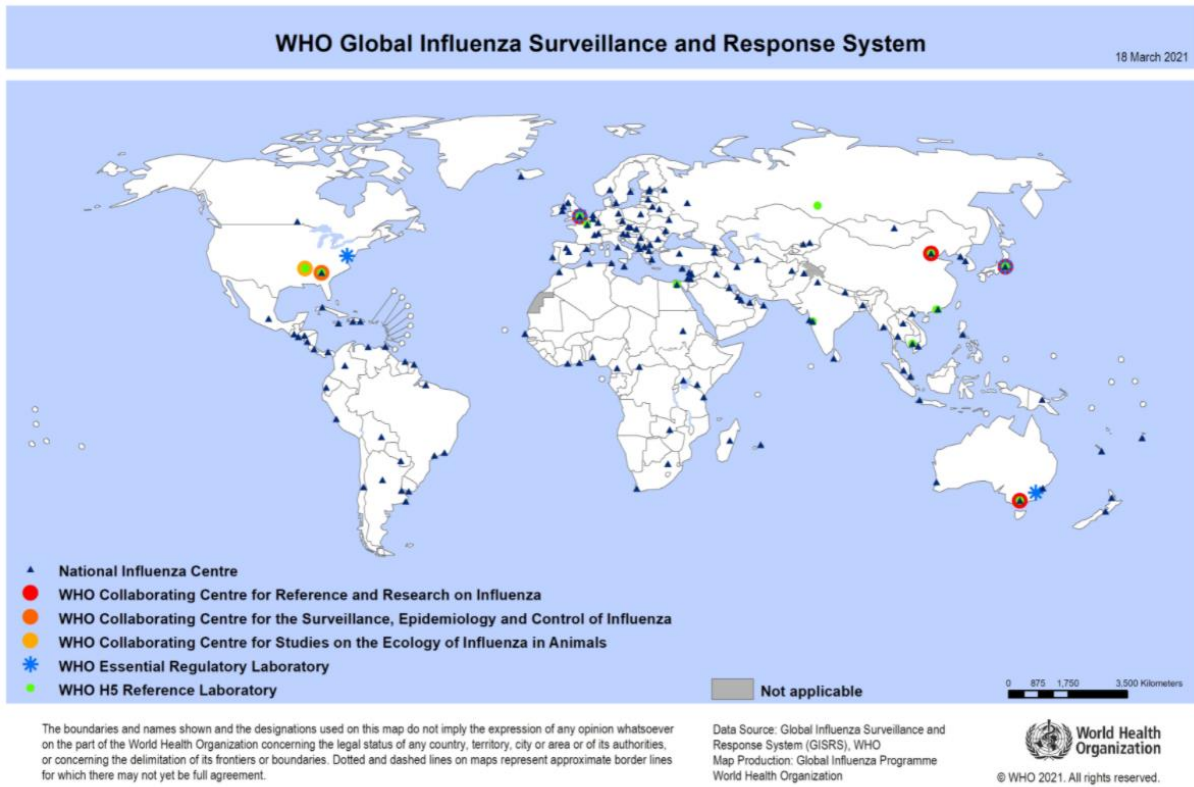 WHO Global Influenza Surveillance and Response System
18 March 2021
National Influenza Centre
WHO Collaborating Centre for Reference and Research on Influenza
WHO Collaborating Centre for the Surveillance, Epidemiology and Control of Influenza
WHO Collaborating Centre for Studies on the Ecology of Influenza in Animals
WHO Essential Regulatory Laboratory
WHO H5 Reference Laboratory
Not applicable
0 875 1,750 3,500 Kilometers
The boundaries and names shown and the designations used on this map do not imply the expression of any opinion whatsoever
on the part of the World Health Organization concerning the legal status of any country, territory, city or area or of its authorities,
or concerning the delimitation of its frontiers or boundaries. Dotted and dashed lines on maps represent approximate border lines
for which there may not yet be full agreement.
Data Source: Global Influenza Surveillance and
Response System (GISRS), WHO
Map Production: Global Influenza Programme
World Health Organization
World Health
Organization
© WHO 2021. All rights reserved.